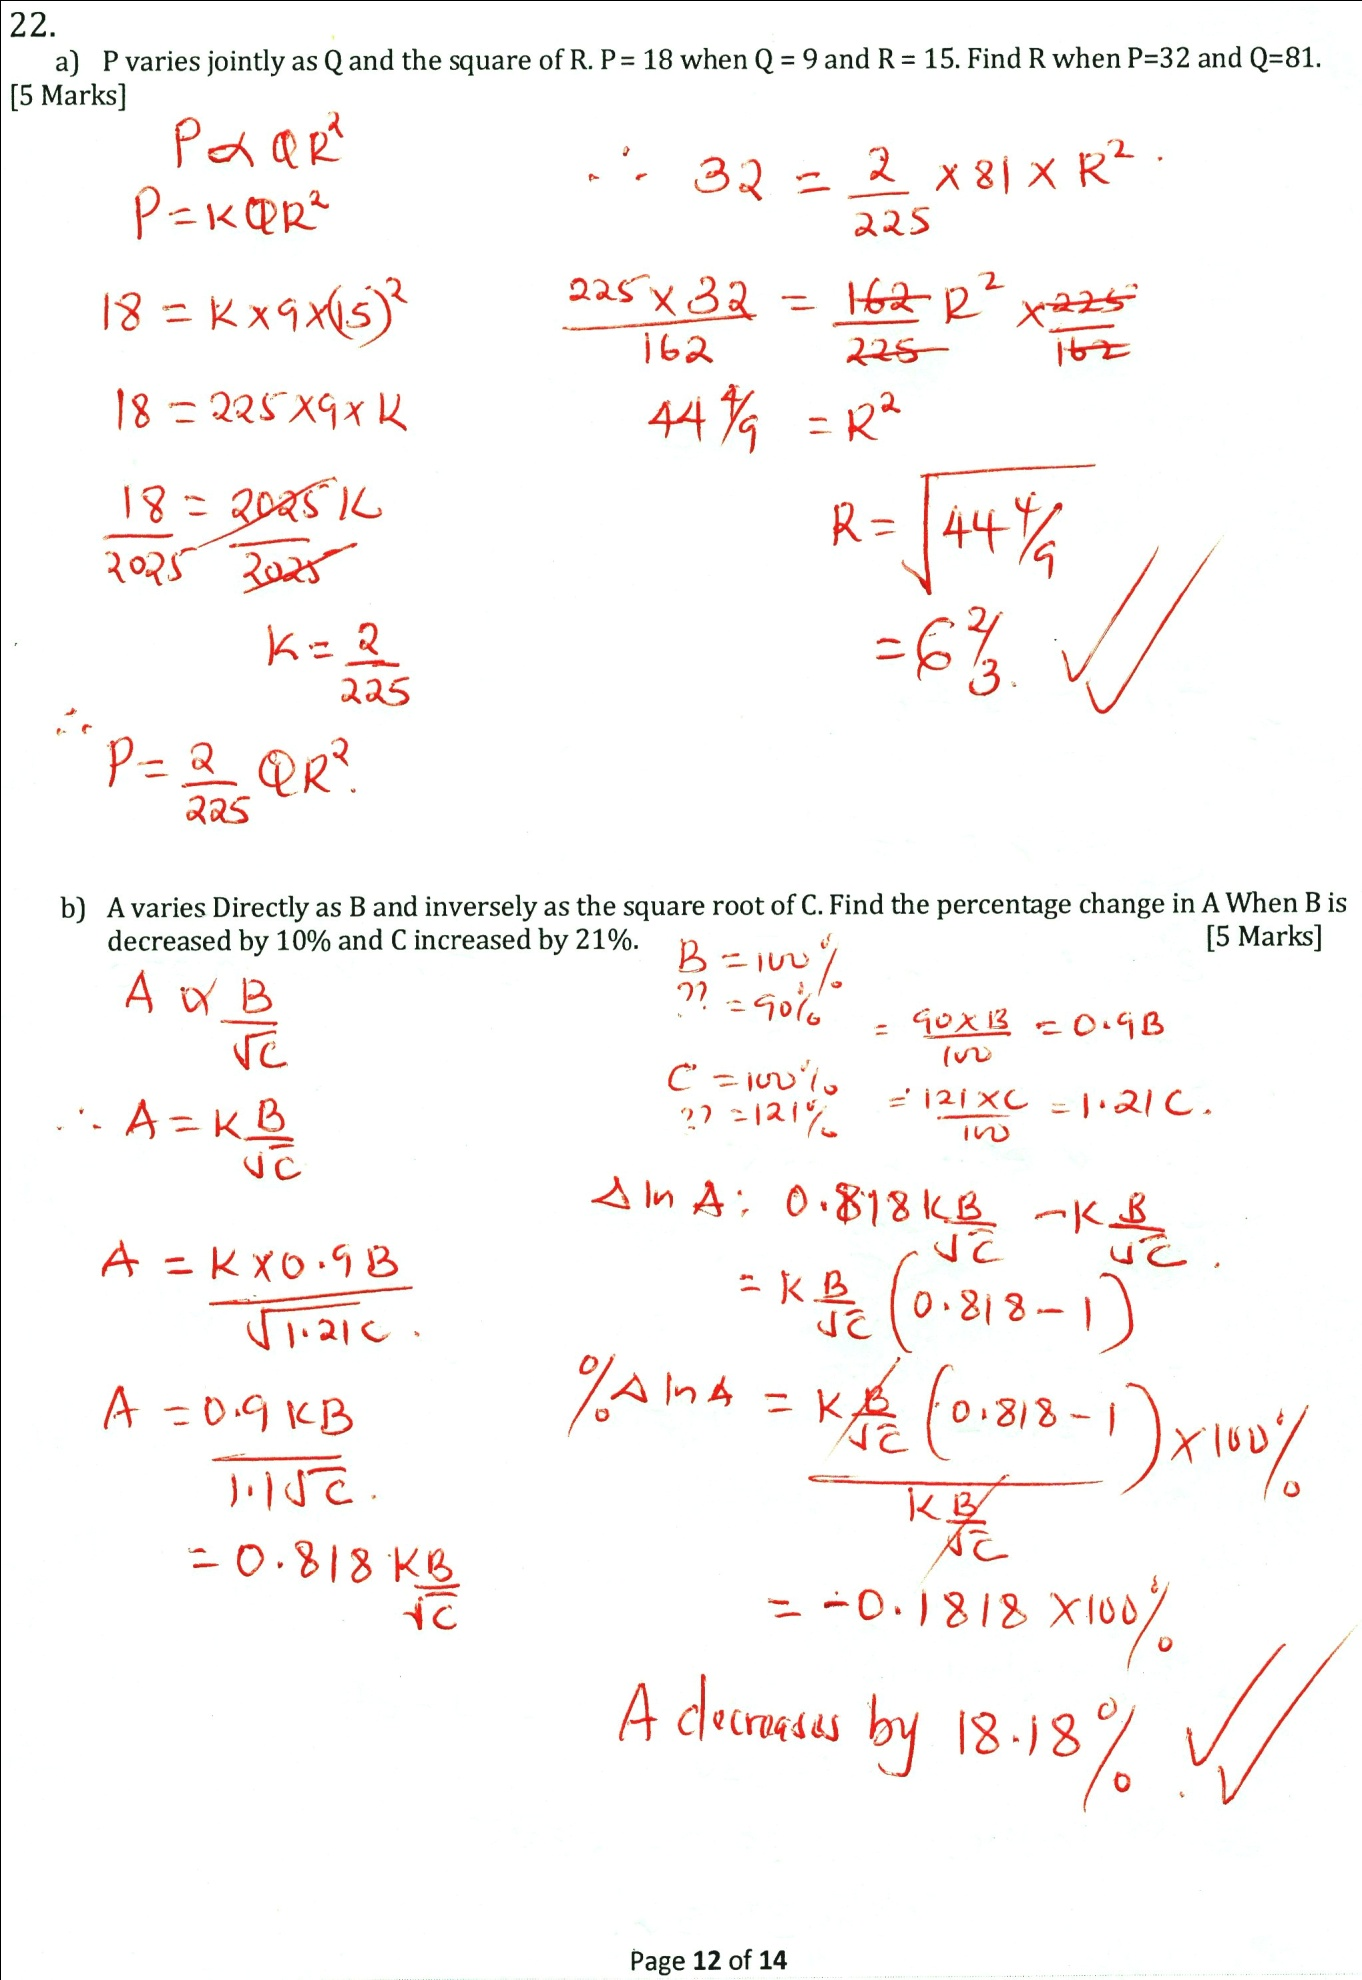 22.
a) P varies jointly as Q and the square of R. P= 18 when Q = 9 and R = 15. Find R when P=32 and Q=81.
[5 Marks]
P α QR²
P = KQR²
18 = K×9×(15)²
18 = 225×9×K
18/2025 = 2025K/2025
K = 2/225
∴ P = 2/225 QR².
∴ 32 = 2/225 × 81 × R².
225×32/162 = 162/225 R² × 225/162
44 4/9 = R²
R = √44 4/9
= 6 2/3.
b) A varies Directly as B and inversely as the square root of C. Find the percentage change in A When B is
decreased by 10% and C increased by 21%. [5 Marks]
A α B/√C
∴ A = K B/√C
A = K×0.9B/√1.21C.
A = 0.9KB/1.1√C.
= 0.818 KB/√C
B = 100%
?? = 90% = 90×B/100 = 0.9B
C = 100%
?? = 121% = 121×C/100 = 1.21C.
Δ In A: 0.818KB/√C – K B/√C.
= K B/√C (0.818 – 1)
% Δ In A = K B/√C (0.818 – 1) ×100%
K B/√C
= –0.1818 ×100%
A decreases by 18.18%.
Page 12 of 14